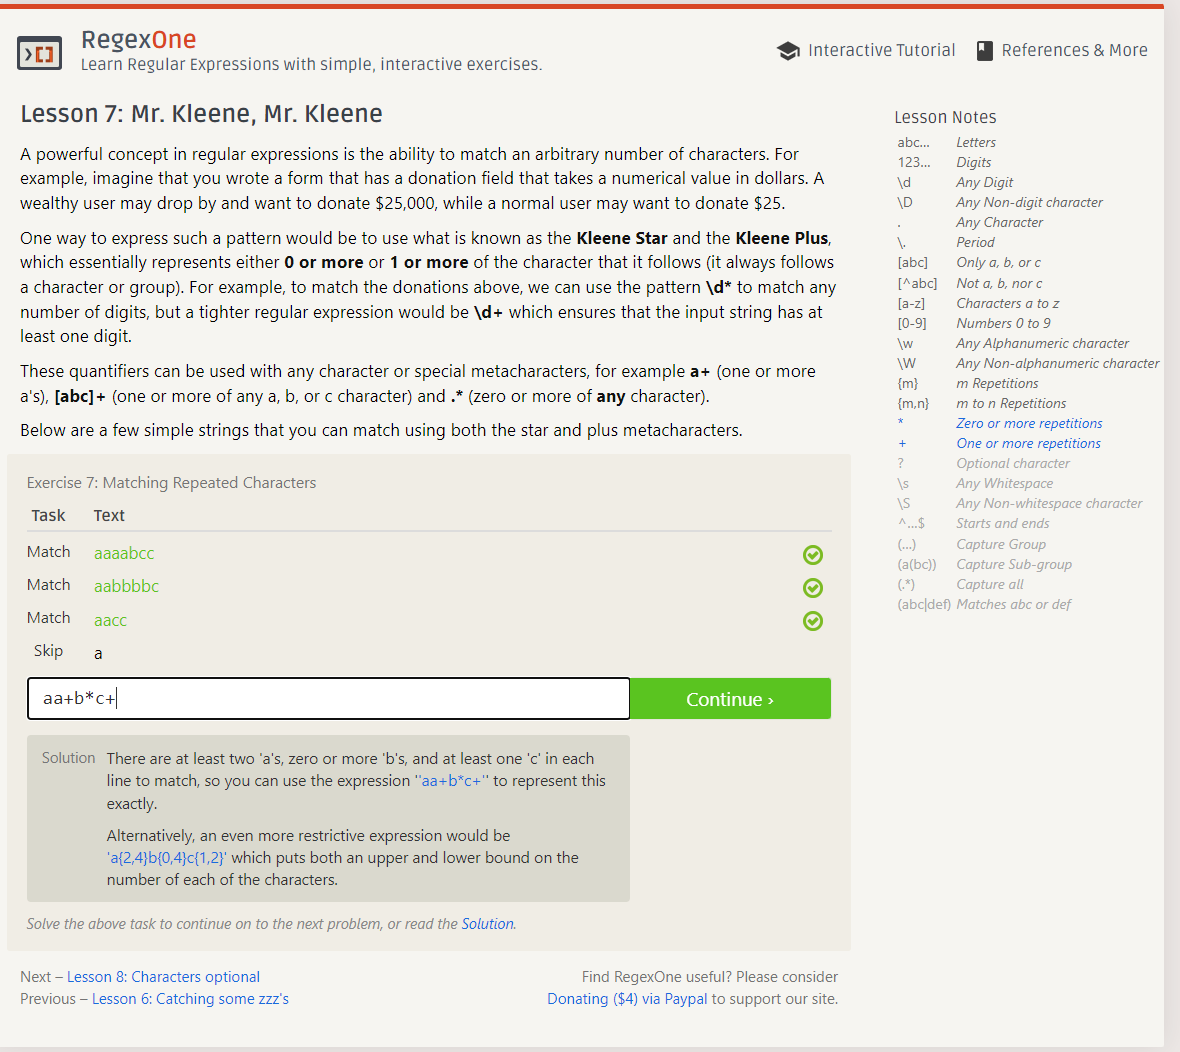 RegexOne
Learn Regular Expressions with simple, interactive exercises.
Interactive Tutorial
References & More
Lesson 7: Mr. Kleene, Mr. Kleene
A powerful concept in regular expressions is the ability to match an arbitrary number of characters. For
example, imagine that you wrote a form that has a donation field that takes a numerical value in dollars. A
wealthy user may drop by and want to donate $25,000, while a normal user may want to donate $25.
One way to express such a pattern would be to use what is known as the Kleene Star and the Kleene Plus,
which essentially represents either 0 or more or 1 or more of the character that it follows (it always follows
a character or group). For example, to match the donations above, we can use the pattern \d* to match any
number of digits, but a tighter regular expression would be \d+ which ensures that the input string has at
least one digit.
These quantifiers can be used with any character or special metacharacters, for example a+ (one or more
a's), [abc]+ (one or more of any a, b, or c character) and .* (zero or more of any character).
Below are a few simple strings that you can match using both the star and plus metacharacters.
Exercise 7: Matching Repeated Characters
Task Text
Match aaaabcc
Match aabbbbc
Match aacc
Skip a
aa+b*c+
Continue ›
Solution There are at least two 'a's, zero or more 'b's, and at least one 'c' in each
line to match, so you can use the expression ''aa+b*c+'' to represent this
exactly.
Alternatively, an even more restrictive expression would be
'a{2,4}b{0,4}c{1,2}' which puts both an upper and lower bound on the
number of each of the characters.
Solve the above task to continue on to the next problem, or read the Solution.
Next – Lesson 8: Characters optional
Previous – Lesson 6: Catching some zzz's
Find RegexOne useful? Please consider
Donating ($4) via Paypal to support our site.
Lesson Notes
abc... Letters
123... Digits
\d Any Digit
\D Any Non-digit character
. Any Character
\. Period
[abc] Only a, b, or c
[^abc] Not a, b, nor c
[a-z] Characters a to z
[0-9] Numbers 0 to 9
\w Any Alphanumeric character
\W Any Non-alphanumeric character
{m} m Repetitions
{m,n} m to n Repetitions
* Zero or more repetitions
+ One or more repetitions
? Optional character
\s Any Whitespace
\S Any Non-whitespace character
^...$ Starts and ends
(...) Capture Group
(a(bc)) Capture Sub-group
(.*) Capture all
(abc|def) Matches abc or def